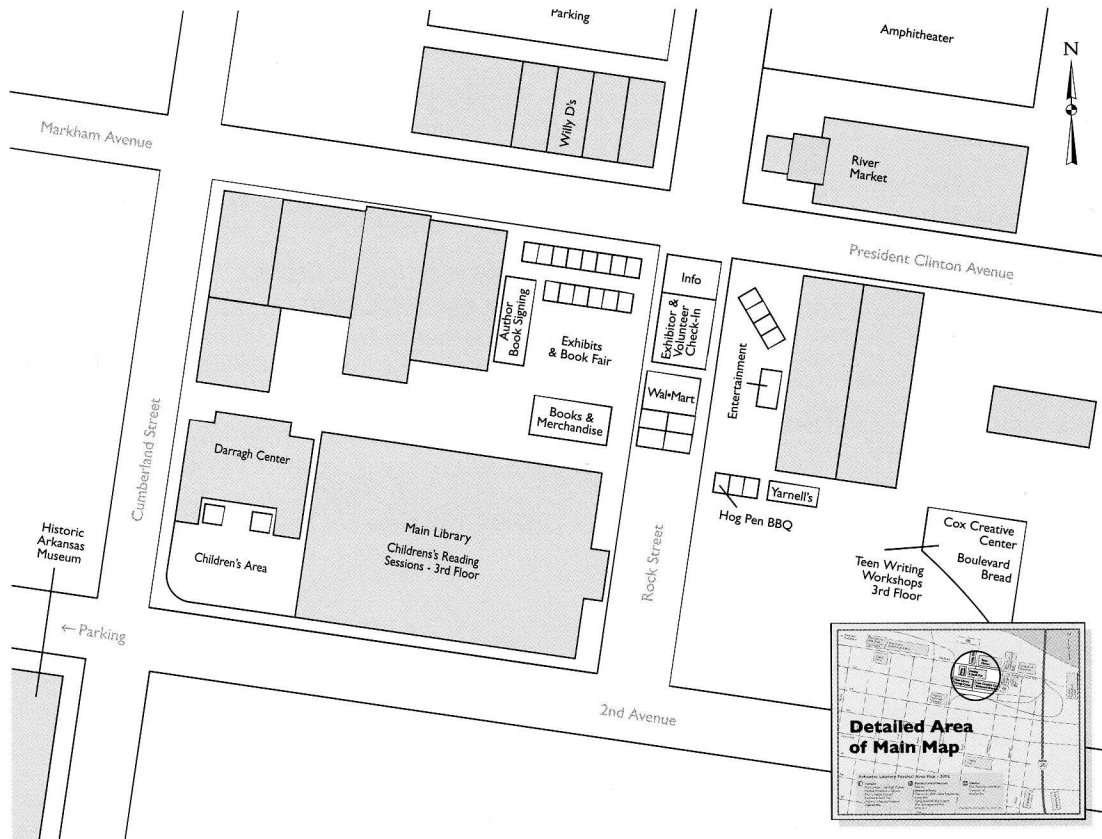 Parking
Amphitheater
N
Willy D's
Markham Avenue
River
Market
President Clinton Avenue
Info
Author
Book Signing
Exhibitor &
Volunteer
Check-In
Exhibits
& Book Fair
Entertainment
Wal•Mart
Books &
Merchandise
Cumberland Street
Darragh Center
Yarnell's
Hog Pen BBQ
Historic
Arkansas
Museum
Main Library
Childrens's Reading
Sessions - 3rd Floor
Children's Area
Rock Street
Cox Creative
Center
Boulevard
Bread
Teen Writing
Workshops
3rd Floor
← Parking
2nd Avenue
Detailed Area
of Main Map